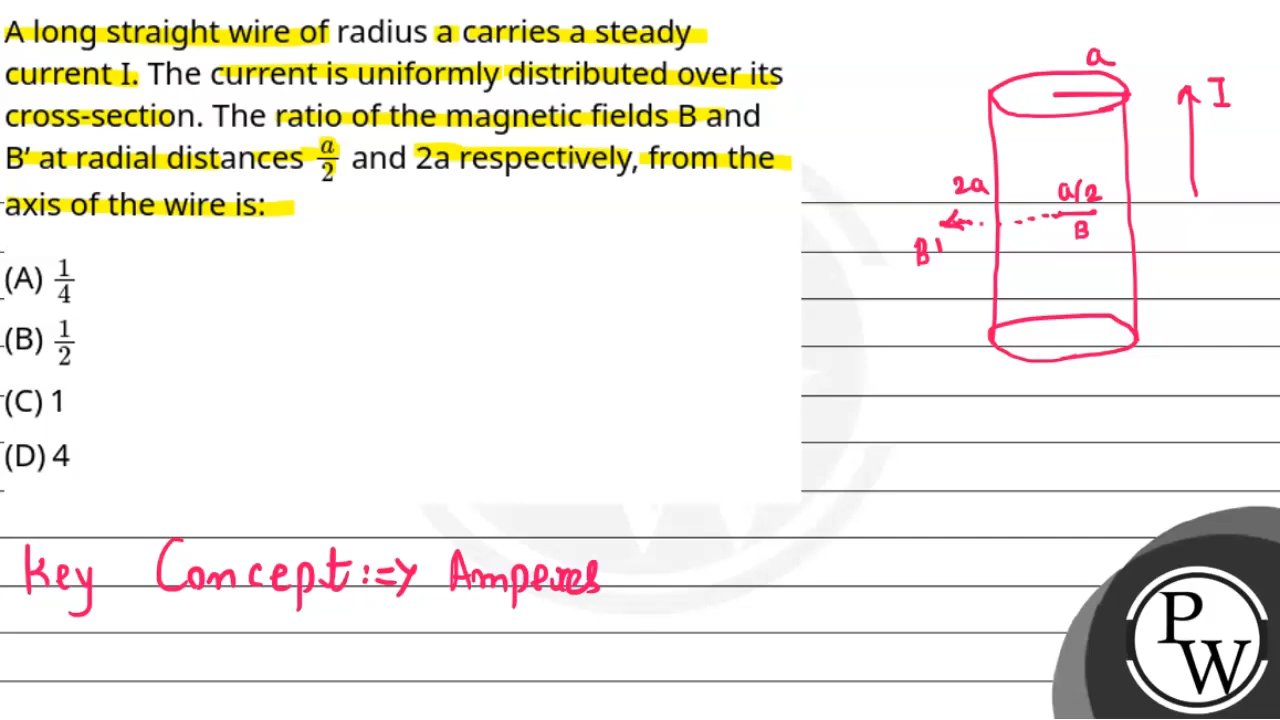 A long straight wire of radius a carries a steady
current I. The current is uniformly distributed over its
cross-section. The ratio of the magnetic fields B and
B′ at radial distances a/2 and 2a respectively, from the
axis of the wire is:
(A) 1/4
(B) 1/2
(C) 1
(D) 4
a
I
2a
a/2
B
B'
Key Concept :=> Amperes
P
W